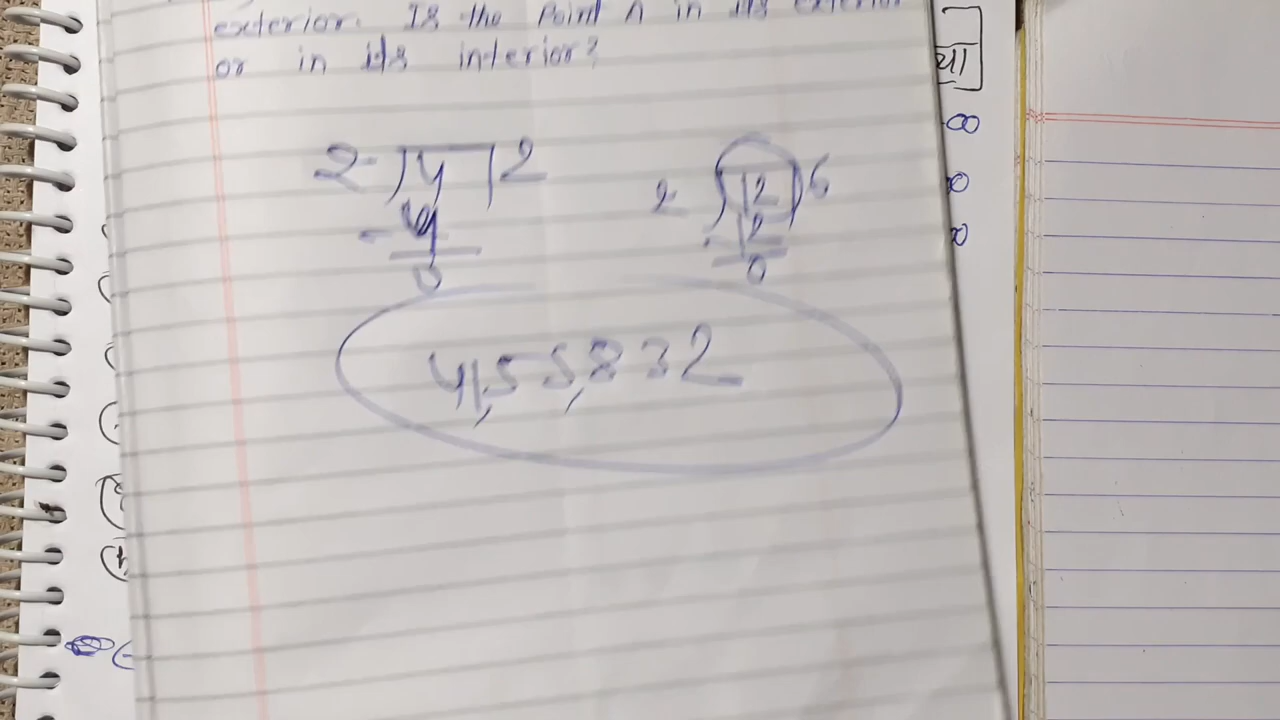 exterior. Is the Point A in its exterior
or in its interior?
2 ) 4 | 2
- 4
0
2 ) 12 ) 6
- 12
0
41,55,832